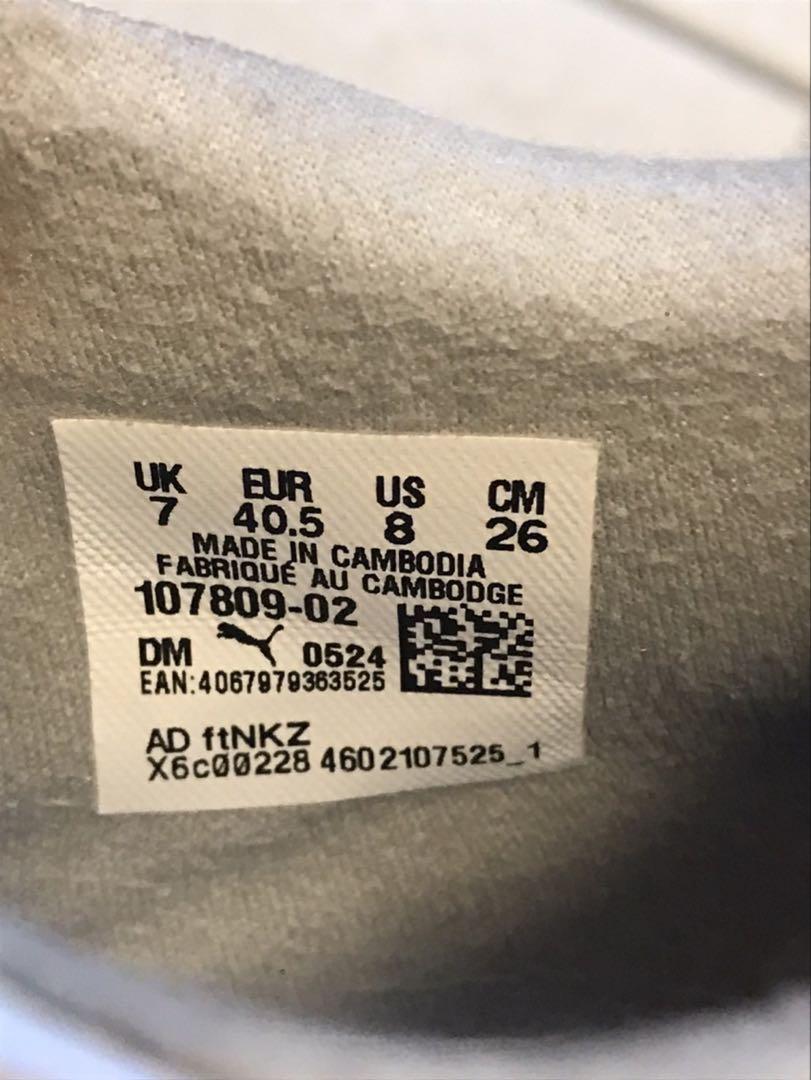 UK EUR US CM
7 40.5 8 26
MADE IN CAMBODIA
FABRIQUÉ AU CAMBODGE
107809-02
DM 0524
EAN:4067979363525
AD ftNKZ
X6c00228 4602107525_1